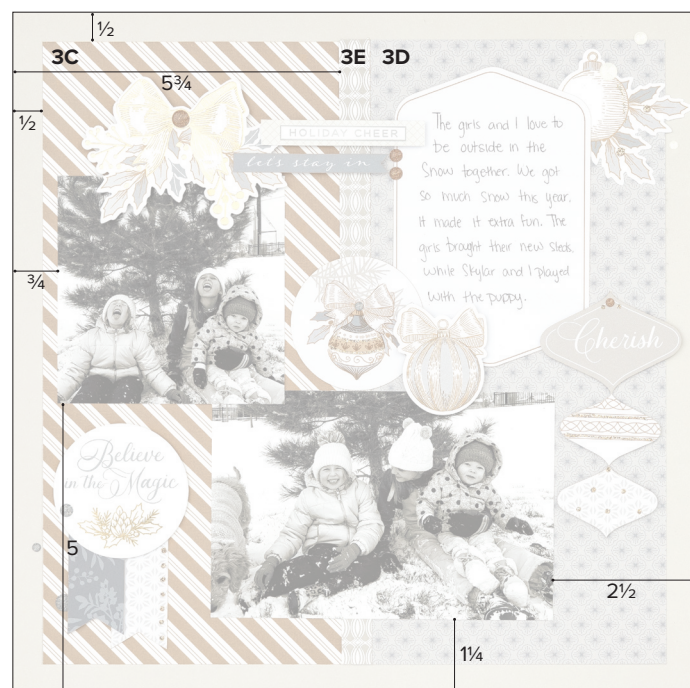 ½
3C
3E
3D
5¾
½
HOLIDAY CHEER
let's stay in
The girls and I love to
be outside in the
Snow together. We got
so much snow this year.
It made it extra fun. The
girls brought their new sleds
while Skylar and I played
with the puppy.
¾
Cherish
Believe
in the Magic
5
2½
1¼